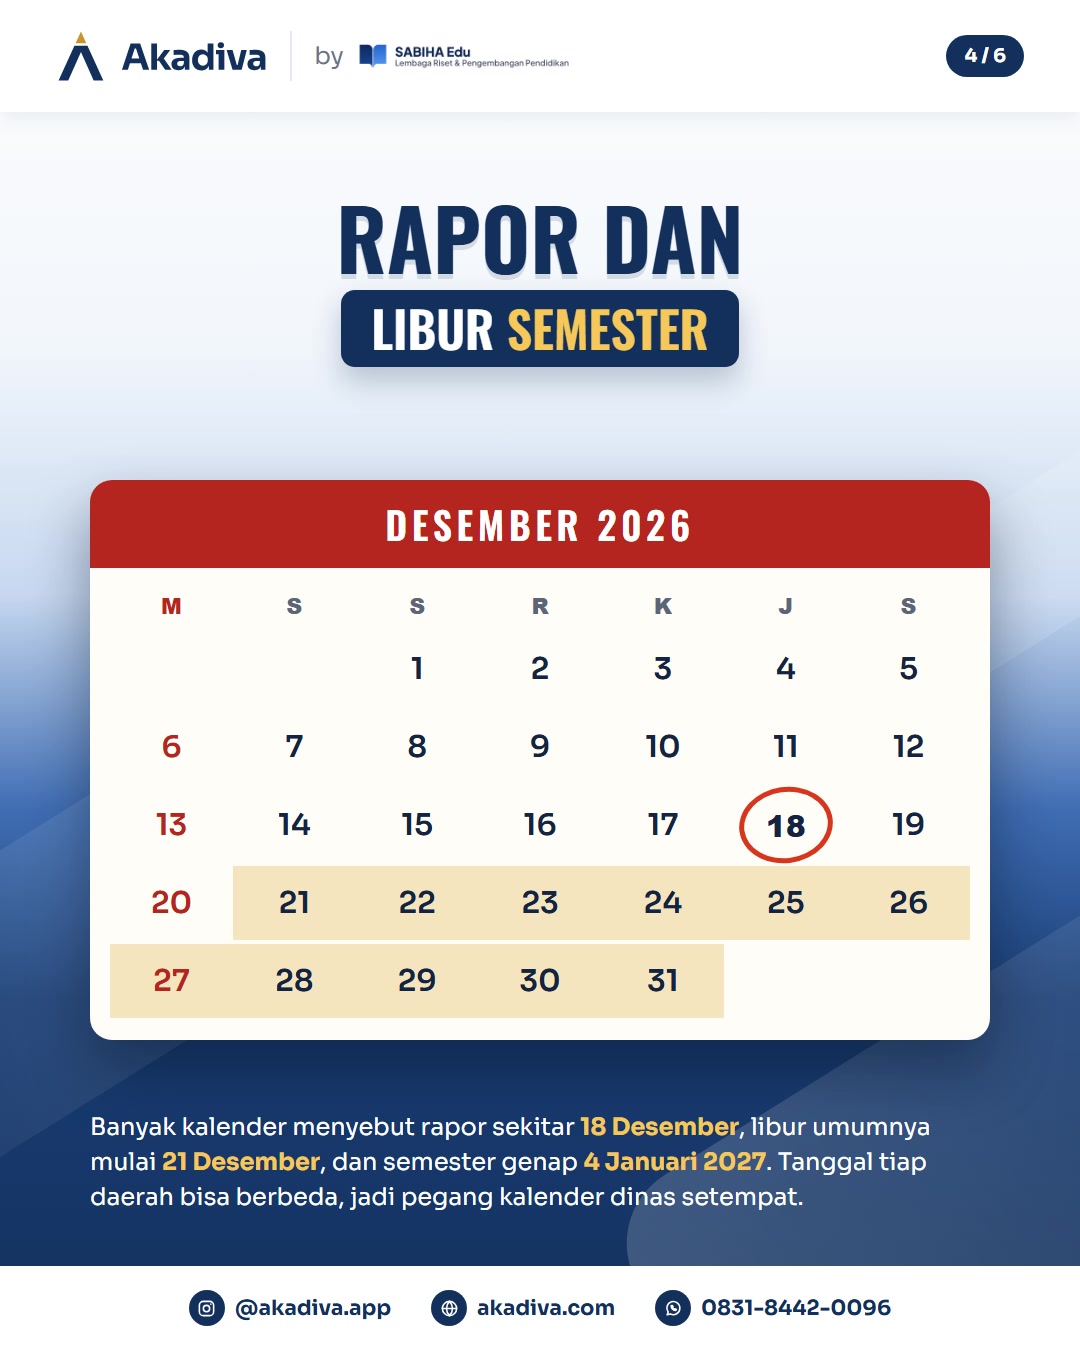 Akadiva
by
SABIHA Edu
Lembaga Riset & Pengembangan Pendidikan
4 / 6
RAPOR DAN
LIBUR SEMESTER
DESEMBER 2026
M S S R K J S
1 2 3 4 5
6 7 8 9 10 11 12
13 14 15 16 17 18 19
20 21 22 23 24 25 26
27 28 29 30 31
Banyak kalender menyebut rapor sekitar 18 Desember, libur umumnya
mulai 21 Desember, dan semester genap 4 Januari 2027. Tanggal tiap
daerah bisa berbeda, jadi pegang kalender dinas setempat.
@akadiva.app akadiva.com 0831-8442-0096